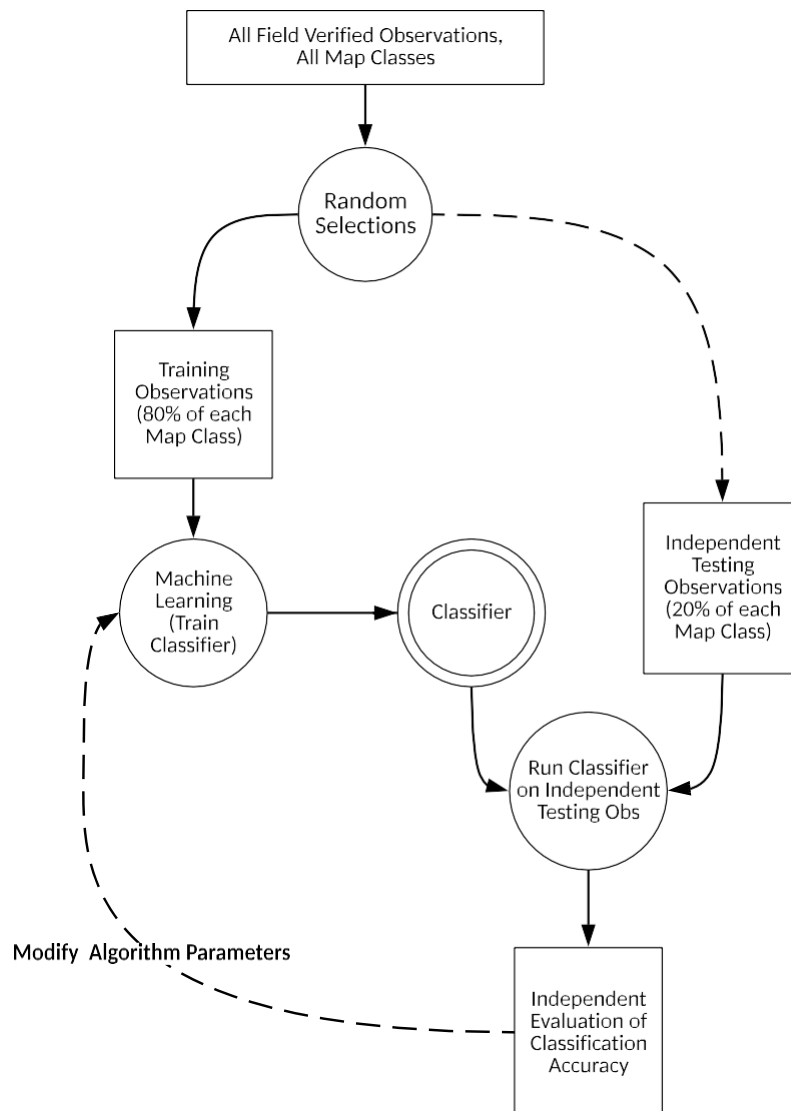 All Field Verified Observations,
All Map Classes
Random
Selections
Training
Observations
(80% of each
Map Class)
Independent
Testing
Observations
(20% of each
Map Class)
Machine
Learning
(Train
Classifier)
Classifier
Run Classifier
on Independent
Testing Obs
Modify  Algorithm Parameters
Independent
Evaluation of
Classification
Accuracy